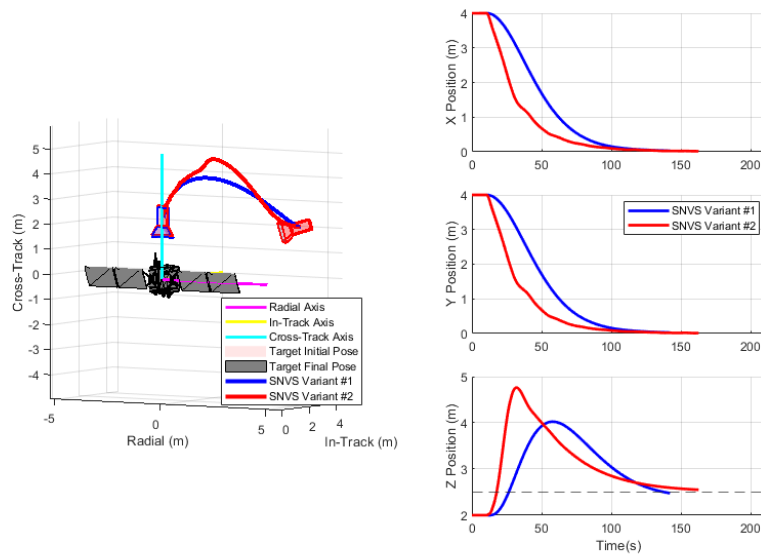 5
4
3
2
1
0
-1
-2
-3
-4
Cross-Track (m)
-5
0
5
0
2
4
Radial (m)
In-Track (m)
Radial Axis
In-Track Axis
Cross-Track Axis
Target Initial Pose
Target Final Pose
SNVS Variant #1
SNVS Variant #2
4
3
2
1
0
X Position (m)
0
50
100
150
200
4
3
2
1
0
Y Position (m)
SNVS Variant #1
SNVS Variant #2
0
50
100
150
200
5
4
3
2
Z Position (m)
0
50
100
150
200
Time(s)